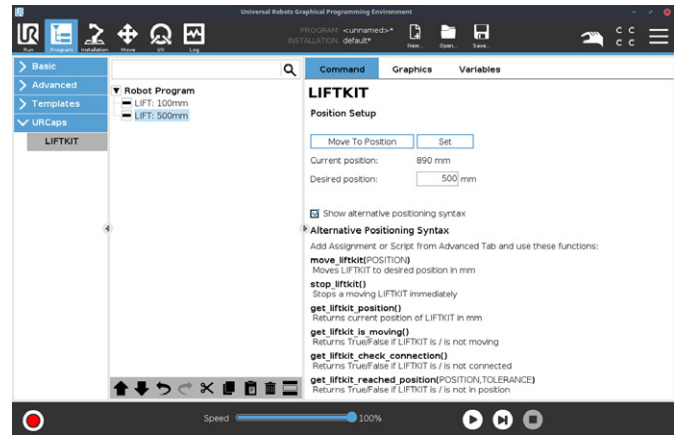 Universal Robots Graphical Programming Environment
UR
Run
Program
Installation
Move
I/O
Log
PROGRAM <unnamed>*
INSTALLATION default*
New...
Open...
Save...
C C
C C
Basic
Advanced
Templates
URCaps
LIFTKIT
Robot Program
LIFT: 100mm
LIFT: 500mm
Command Graphics Variables
LIFTKIT
Position Setup
Move To Position Set
Current position: 890 mm
Desired position: 500 mm
Show alternative positioning syntax
Alternative Positioning Syntax
Add Assignment or Script from Advanced Tab and use these functions:
move_liftkit(POSITION)
Moves LIFTKIT to desired position in mm
stop_liftkit()
Stops a moving LIFTKIT immediately
get_liftkit_position()
Returns current position of LIFTKIT in mm
get_liftkit_is_moving()
Returns True/False if LIFTKIT is / is not moving
get_liftkit_check_connection()
Returns True/False if LIFTKIT is / is not connected
get_liftkit_reached_position(POSITION,TOLERANCE)
Returns True/False if LIFTKIT is / is not in position
Speed 100%